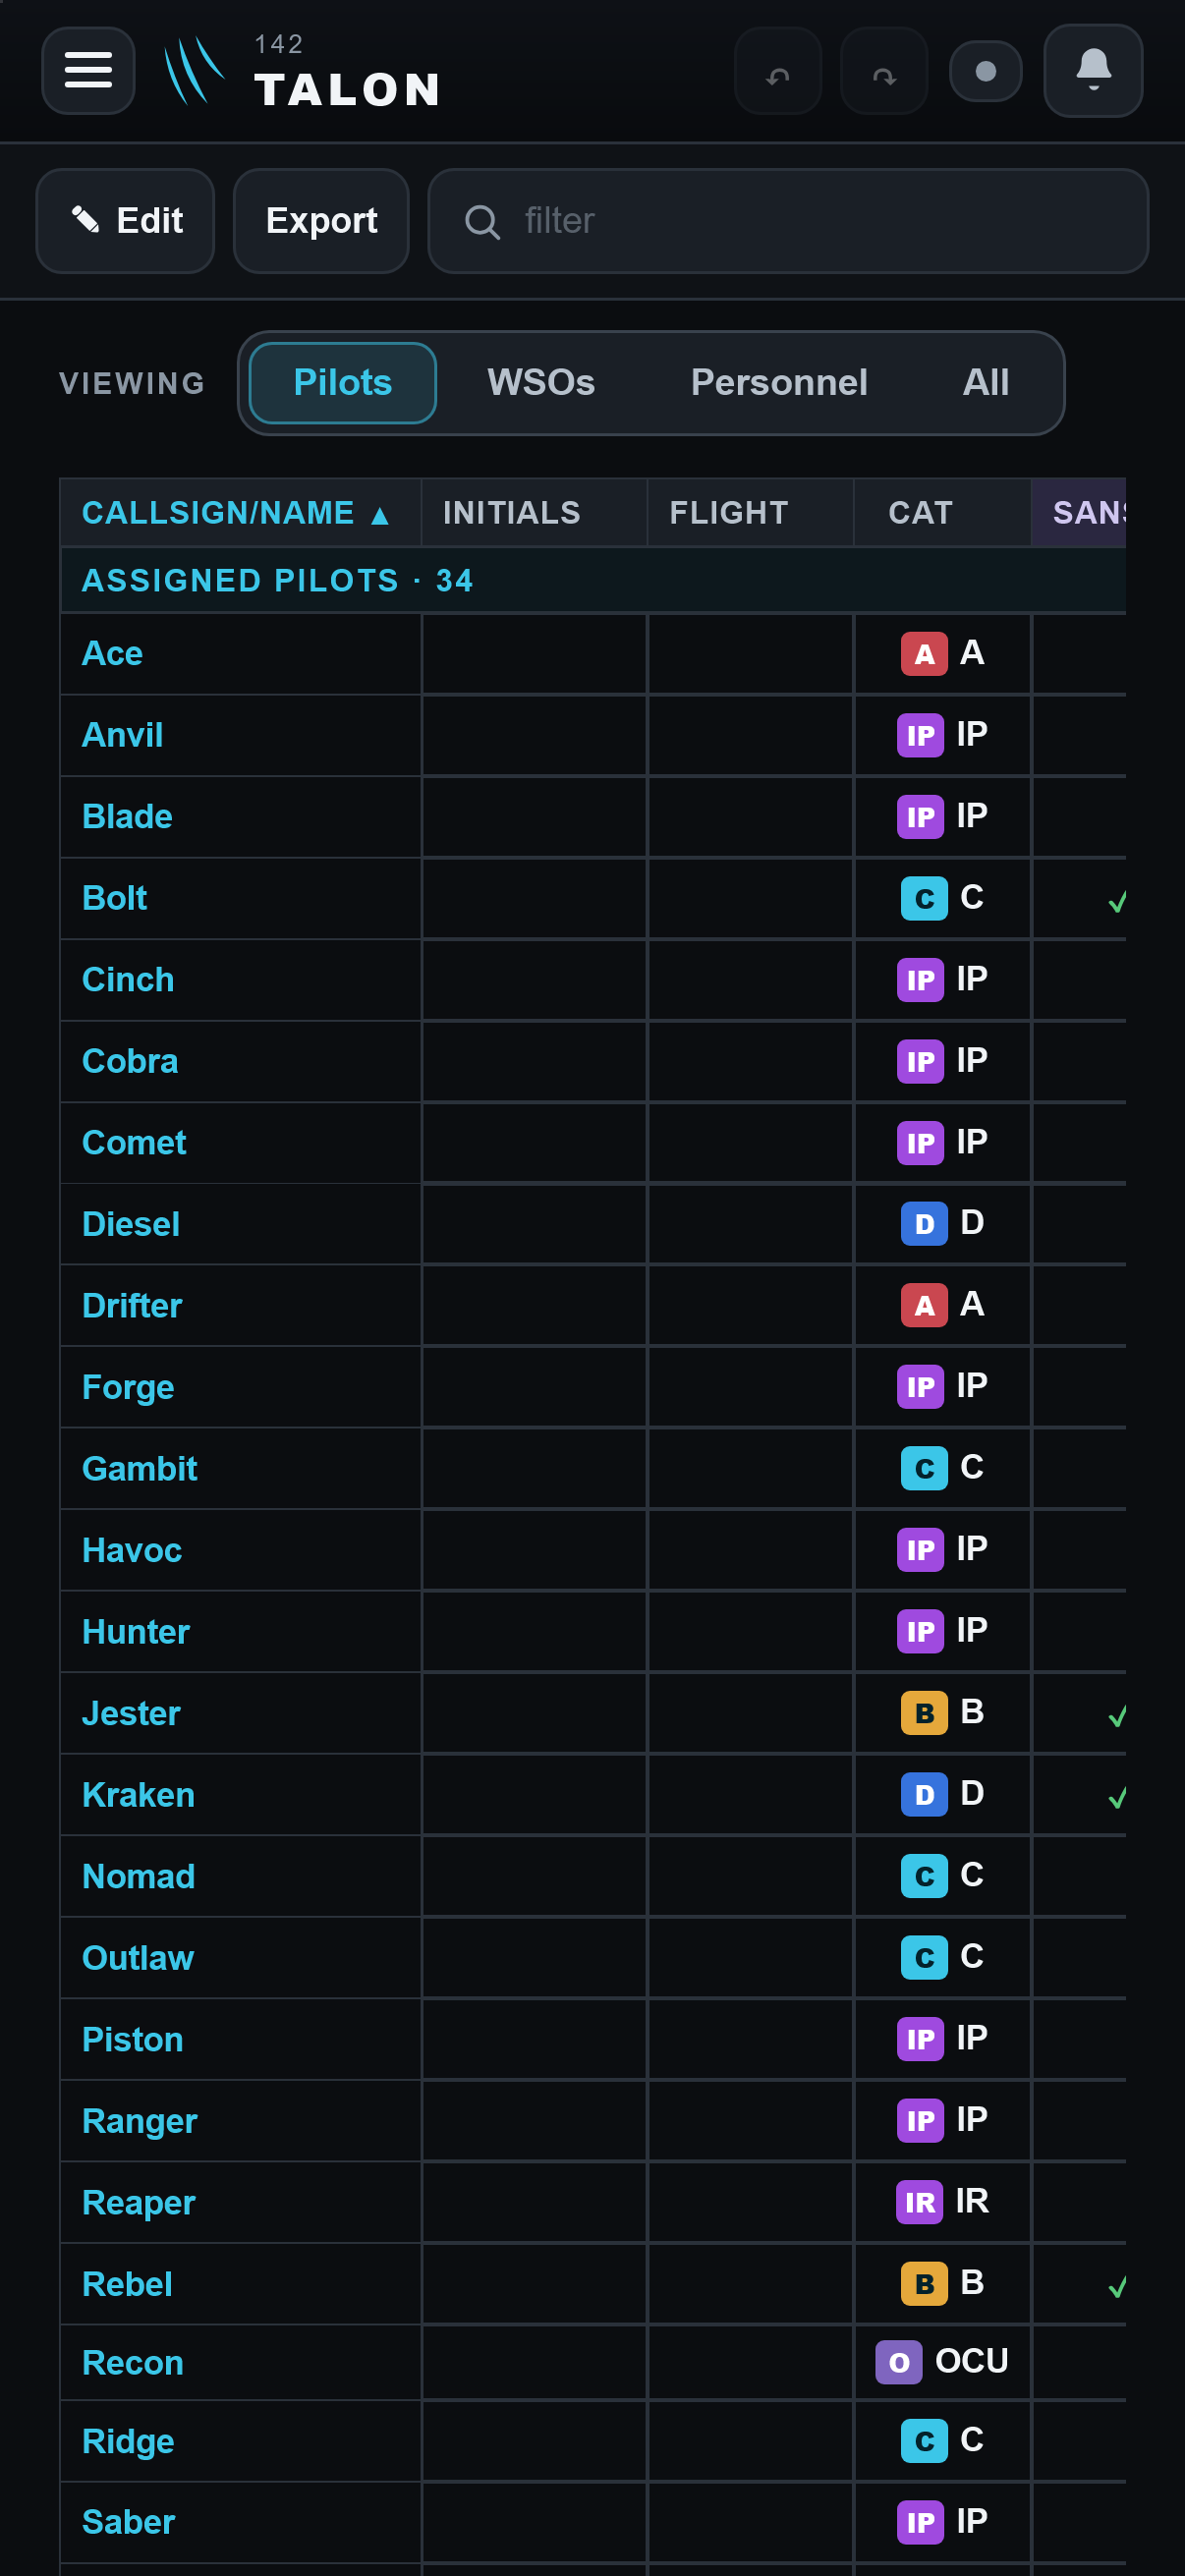 142
TALON
Edit
Export
filter
VIEWING
Pilots
WSOs
Personnel
All
CALLSIGN/NAME ▲ INITIALS FLIGHT CAT SANS
ASSIGNED PILOTS · 34
Ace A A
Anvil IP IP
Blade IP IP
Bolt C C ✓
Cinch IP IP
Cobra IP IP
Comet IP IP
Diesel D D
Drifter A A
Forge IP IP
Gambit C C
Havoc IP IP
Hunter IP IP
Jester B B ✓
Kraken D D ✓
Nomad C C
Outlaw C C
Piston IP IP
Ranger IP IP
Reaper IR IR
Rebel B B ✓
Recon O OCU
Ridge C C
Saber IP IP